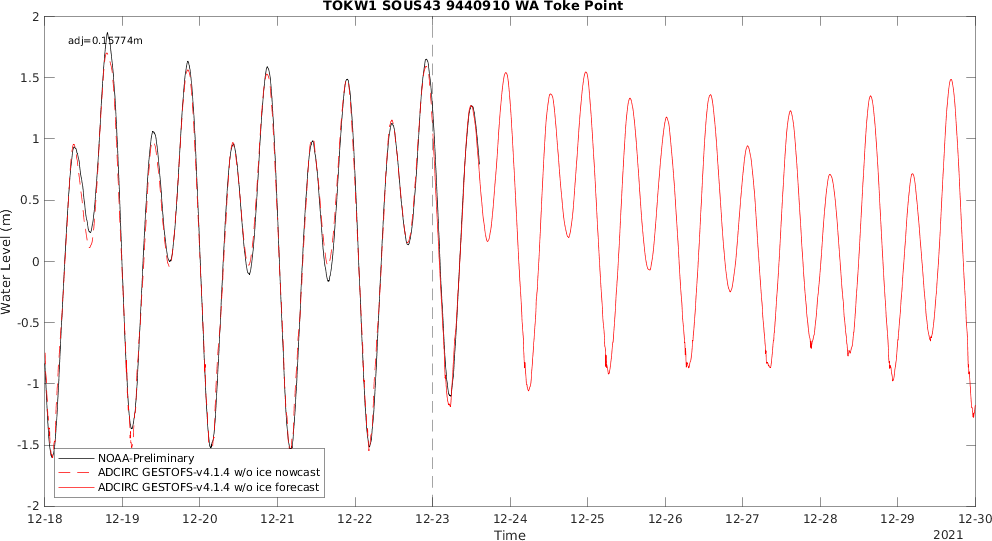 TOKW1 SOUS43 9440910 WA Toke Point
adj=0.15774m
2
1.5
1
0.5
0
-0.5
-1
-1.5
-2
Water Level (m)
NOAA-Preliminary
ADCIRC GESTOFS-v4.1.4 w/o ice nowcast
ADCIRC GESTOFS-v4.1.4 w/o ice forecast
12-18 12-19 12-20 12-21 12-22 12-23 12-24 12-25 12-26 12-27 12-28 12-29 12-30
Time
2021